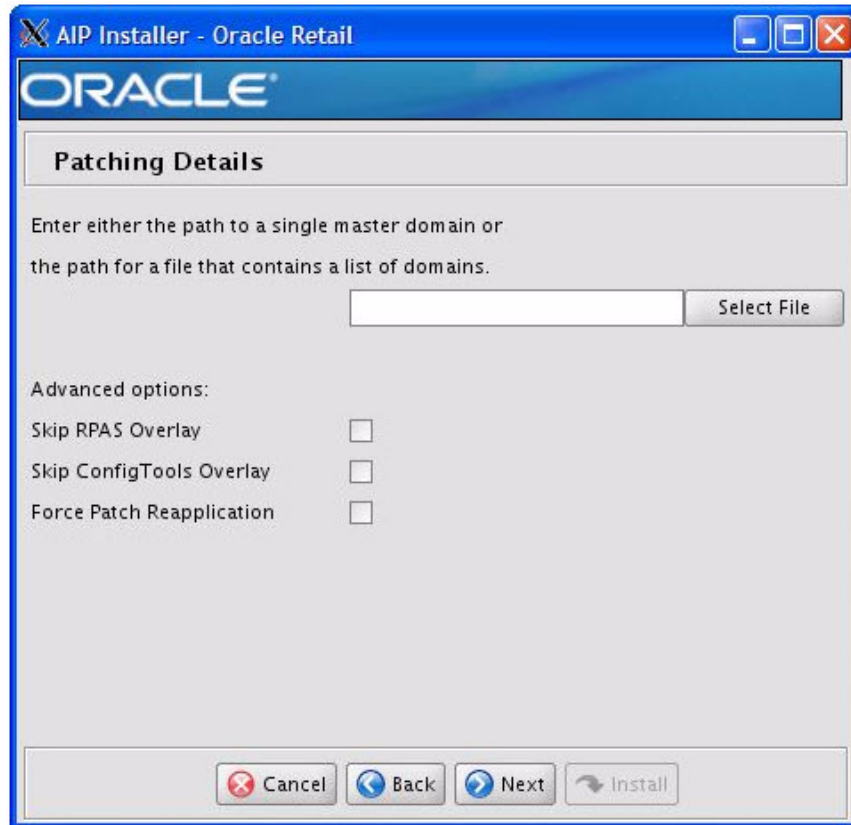 AIP Installer - Oracle Retail
ORACLE®
Patching Details
Enter either the path to a single master domain or
the path for a file that contains a list of domains.
Select File
Advanced options:
Skip RPAS Overlay
Skip ConfigTools Overlay
Force Patch Reapplication
Cancel Back Next Install